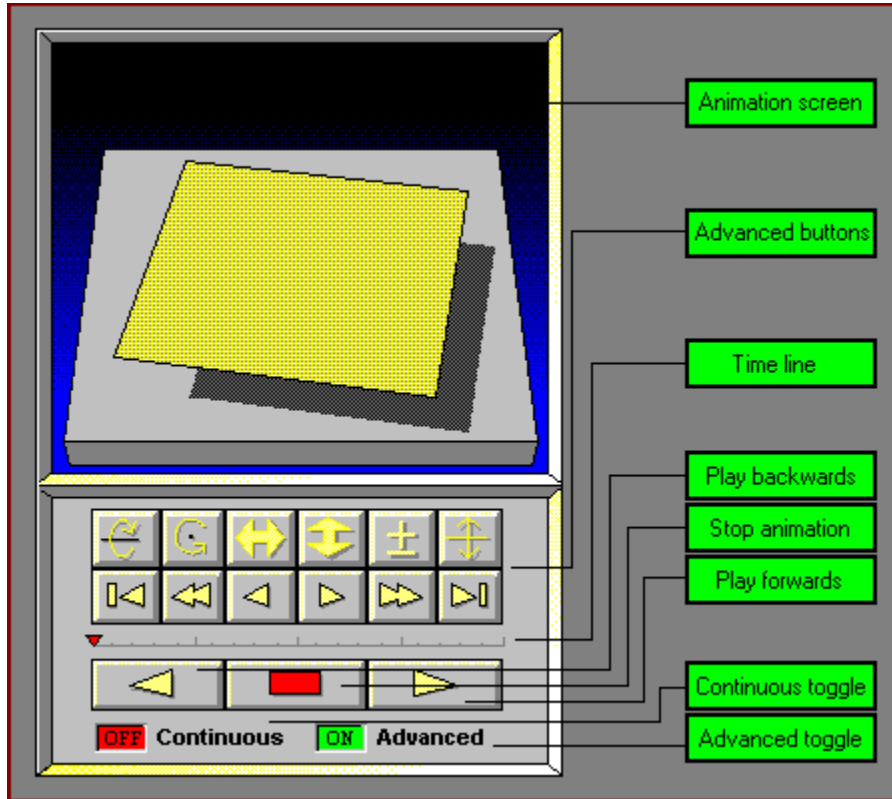 Animation screen
Advanced buttons
Time line
Play backwards
Stop animation
Play forwards
Continuous toggle
Advanced toggle
OFF Continuous ON Advanced